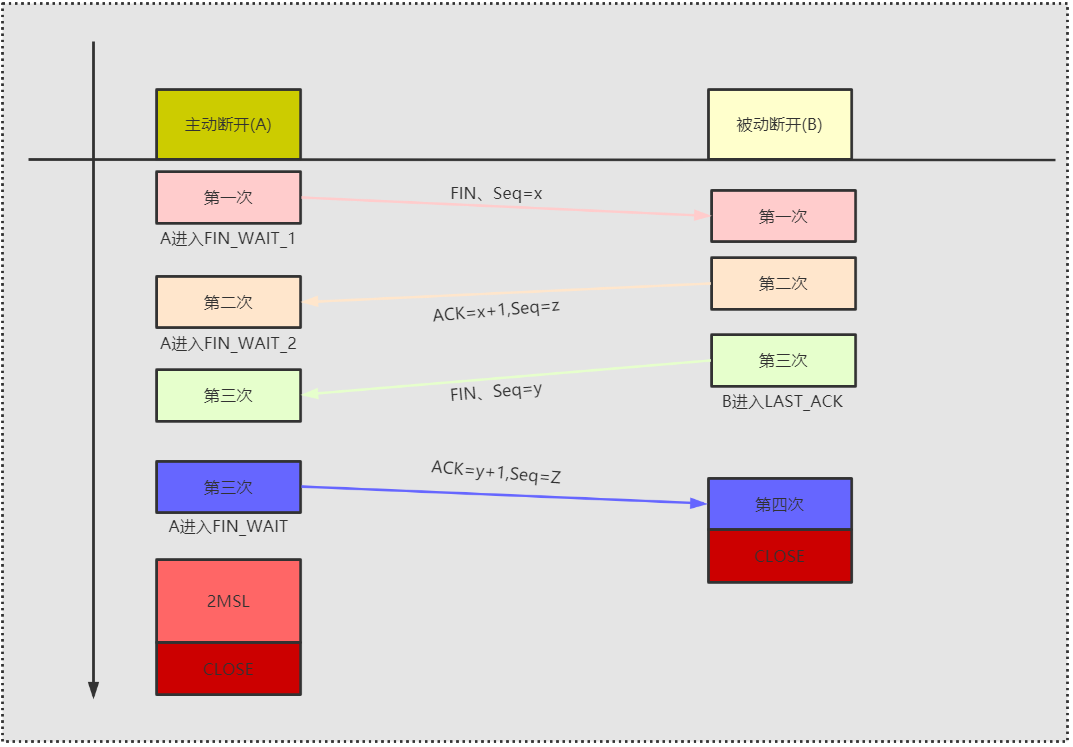 主动断开(A)
被动断开(B)
第一次
FIN、Seq=x
第一次
A进入FIN_WAIT_1
第二次
ACK=x+1,Seq=z
第二次
A进入FIN_WAIT_2
第三次
FIN、Seq=y
第三次
B进入LAST_ACK
第三次
ACK=y+1,Seq=Z
第四次
A进入FIN_WAIT
CLOSE
2MSL
CLOSE